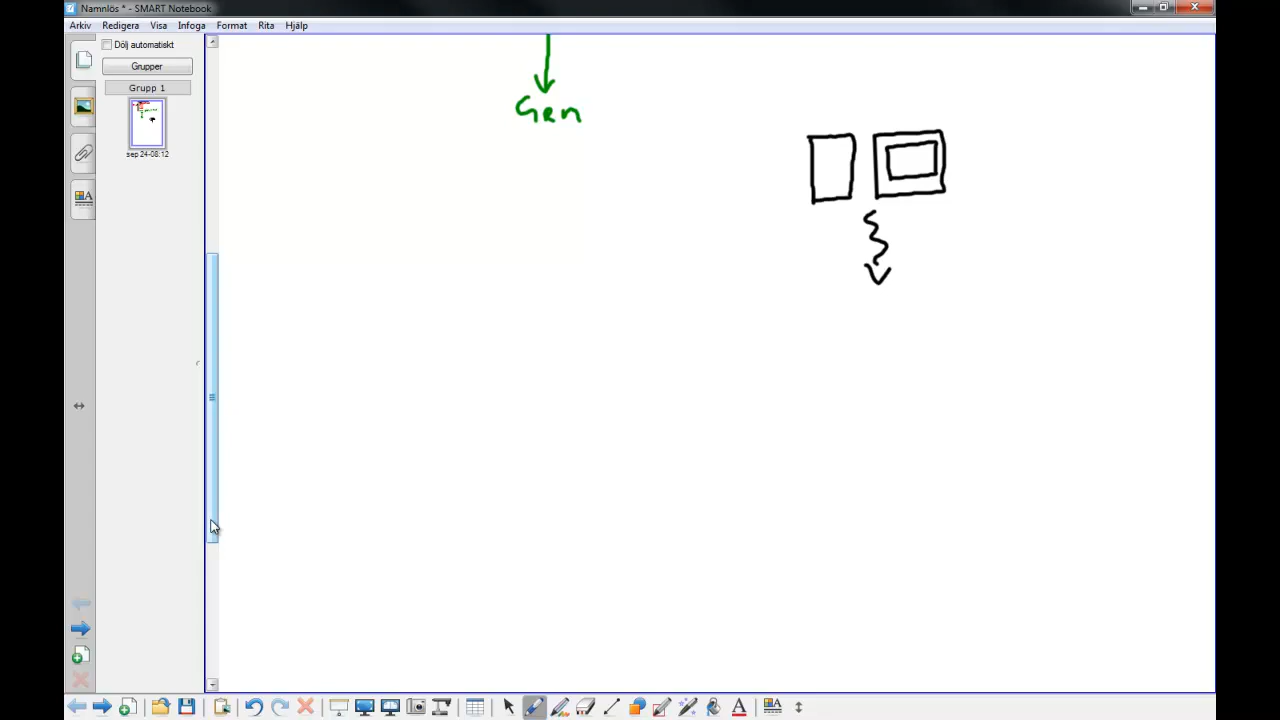 Namnlös * - SMART Notebook
Arkiv Redigera Visa Infoga Format Rita Hjälp
Dölj automatiskt
Grupper
Grupp 1
sep 24-08:12
Gen